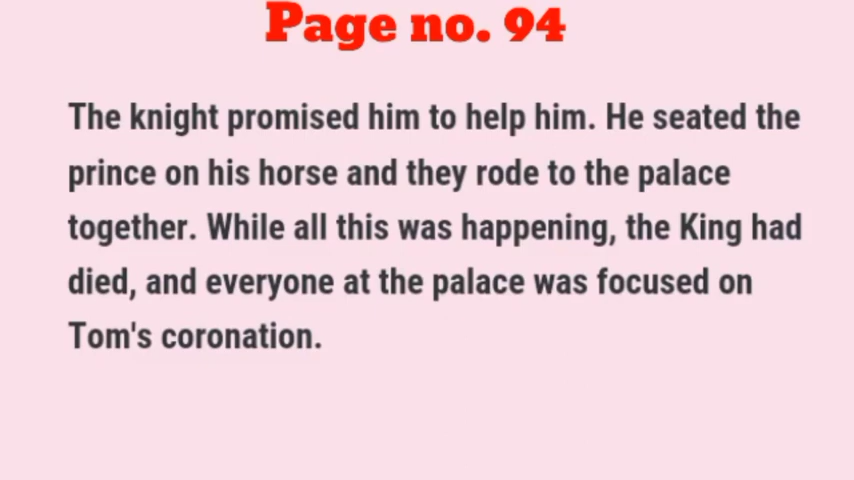 Page no. 94
The knight promised him to help him. He seated the
prince on his horse and they rode to the palace
together. While all this was happening, the King had
died, and everyone at the palace was focused on
Tom's coronation.